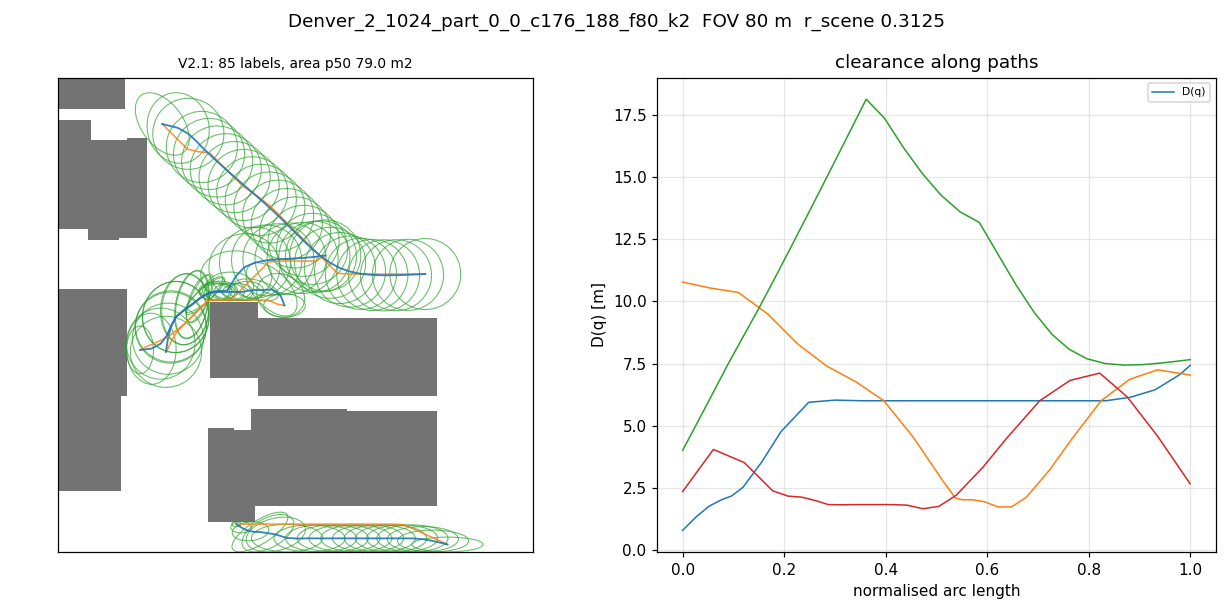 Denver_2_1024_part_0_0_c176_188_f80_k2  FOV 80 m  r_scene 0.3125
V2.1: 85 labels, area p50 79.0 m2
clearance along paths
D(q)
D(q) [m]
17.5
15.0
12.5
10.0
7.5
5.0
2.5
0.0
0.0 0.2 0.4 0.6 0.8 1.0
normalised arc length